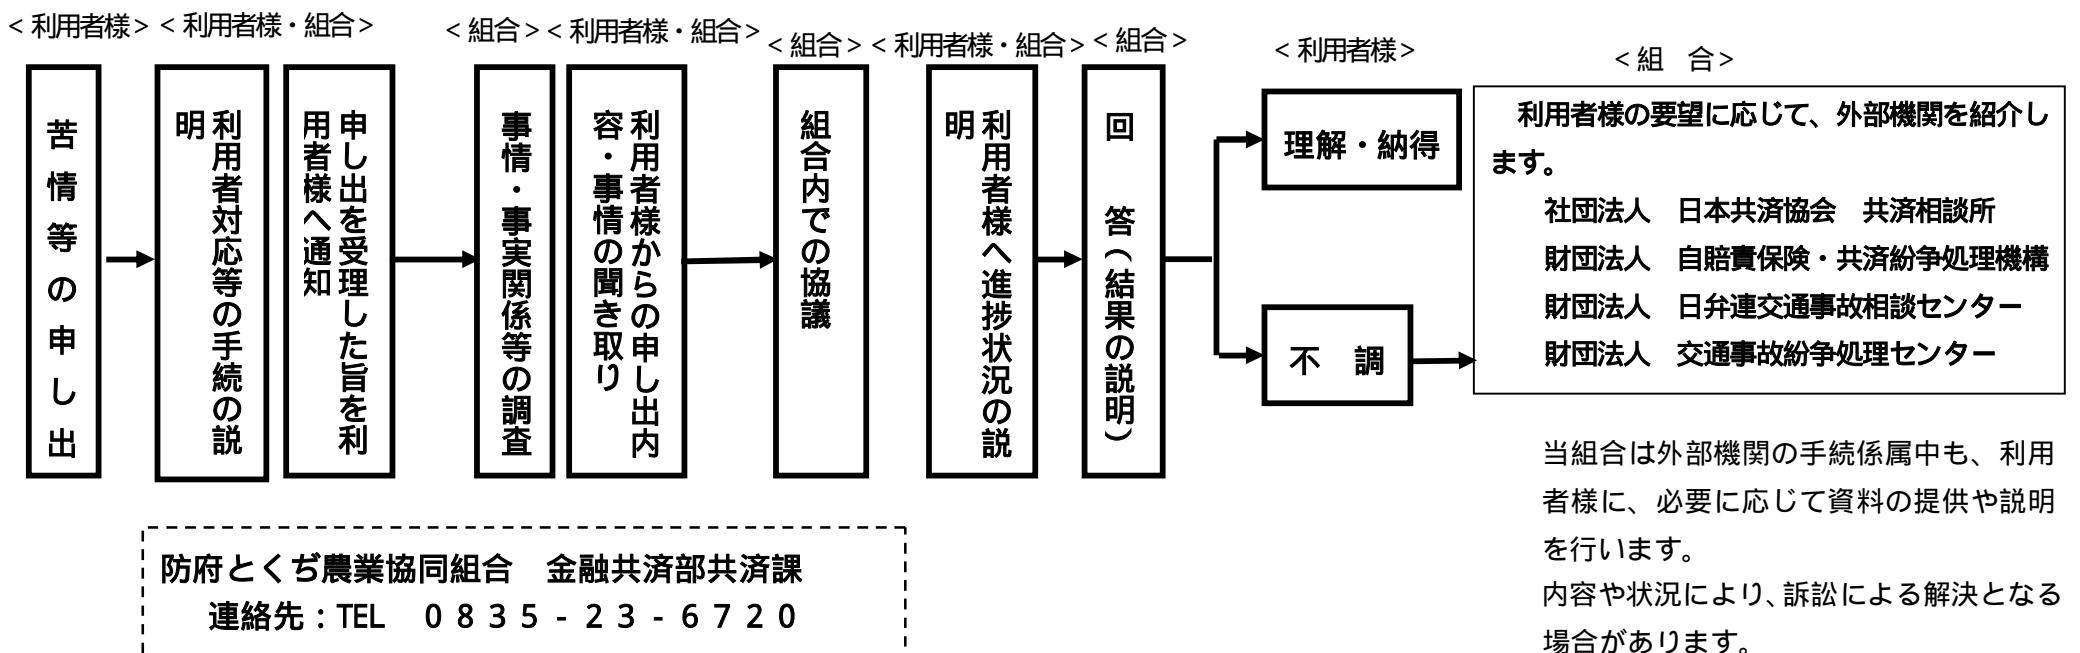 <利用者様>
<利用者様・組合>
<組合>
<利用者様・組合>
<組合>
<利用者様・組合>
<組合>
<利用者様>
<組　合>
苦情等の申し出
利用者対応等の手続の説
明
申し出を受理した旨を利
用者様へ通知
事情・事実関係等の調査
利用者様からの申し出内
容・事情の聞き取り
組合内での協議
利用者様へ進捗状況の説
明
回　答（結果の説明）
理解・納得
不　調
利用者様の要望に応じて、外部機関を紹介し
ます。
社団法人　日本共済協会　共済相談所
財団法人　自賠責保険・共済紛争処理機構
財団法人　日弁連交通事故相談センター
財団法人　交通事故紛争処理センター
当組合は外部機関の手続係属中も、利用
者様に、必要に応じて資料の提供や説明
を行います。
内容や状況により、訴訟による解決となる
場合があります。
防府とくぢ農業協同組合　金融共済部共済課
連絡先：TEL　０８３５－２３－６７２０